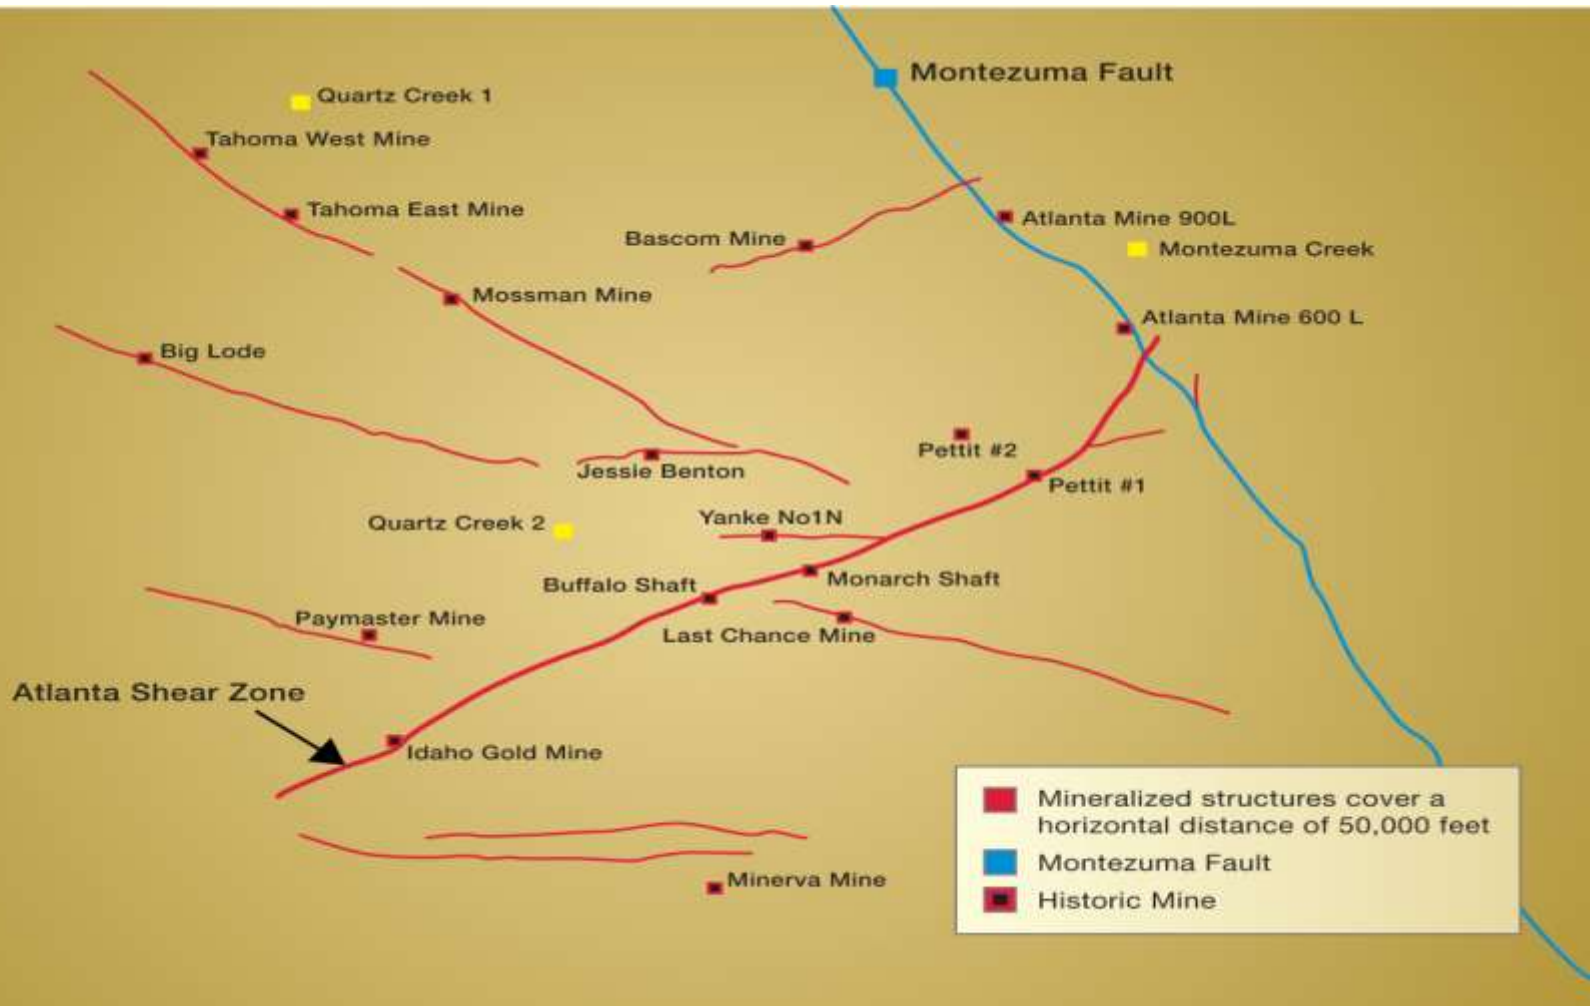 Montezuma Fault
Quartz Creek 1
Tahoma West Mine
Tahoma East Mine
Atlanta Mine 900L
Bascom Mine
Montezuma Creek
Mossman Mine
Atlanta Mine 600 L
Big Lode
Pettit #2
Jessie Benton
Pettit #1
Yanke No1N
Quartz Creek 2
Monarch Shaft
Buffalo Shaft
Paymaster Mine
Last Chance Mine
Atlanta Shear Zone
Idaho Gold Mine
Mineralized structures cover a
horizontal distance of 50,000 feet
Montezuma Fault
Historic Mine
Minerva Mine